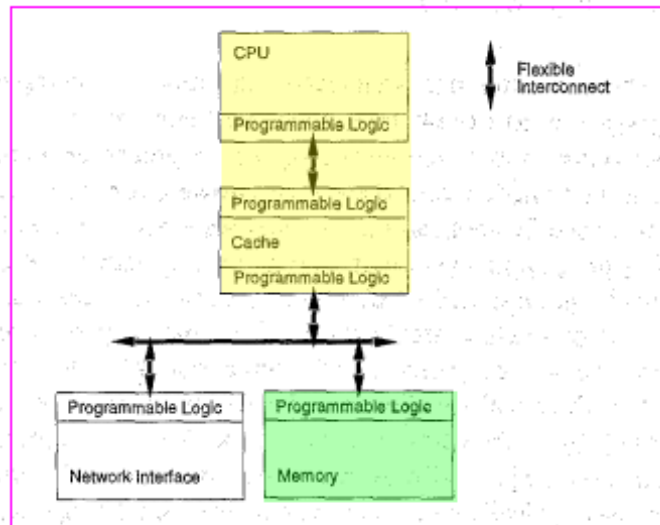 CPU
Flexible
Interconnect
Programmable Logic
Programmable Logic
Cache
Programmable Logic
Programmable Logic
Programmable Logic
Network Interface
Memory